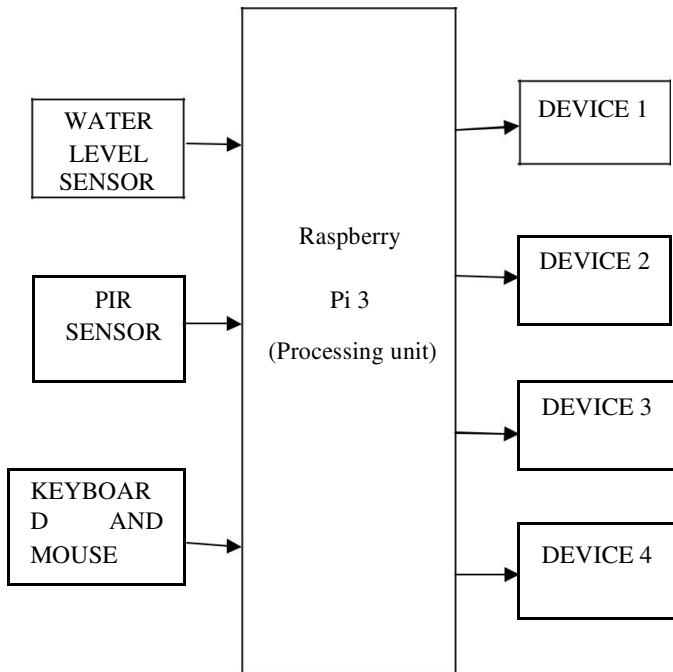 WATER
LEVEL
SENSOR
PIR
SENSOR
KEYBOAR
D AND
MOUSE
Raspberry
Pi 3
(Processing unit)
DEVICE 1
DEVICE 2
DEVICE 3
DEVICE 4